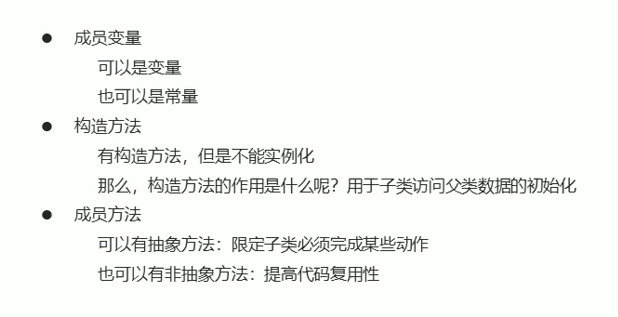 ● 成员变量
可以是变量
也可以是常量
● 构造方法
有构造方法，但是不能实例化
那么，构造方法的作用是什么呢？用于子类访问父类数据的初始化
● 成员方法
可以有抽象方法：限定子类必须完成某些动作
也可以有非抽象方法：提高代码复用性